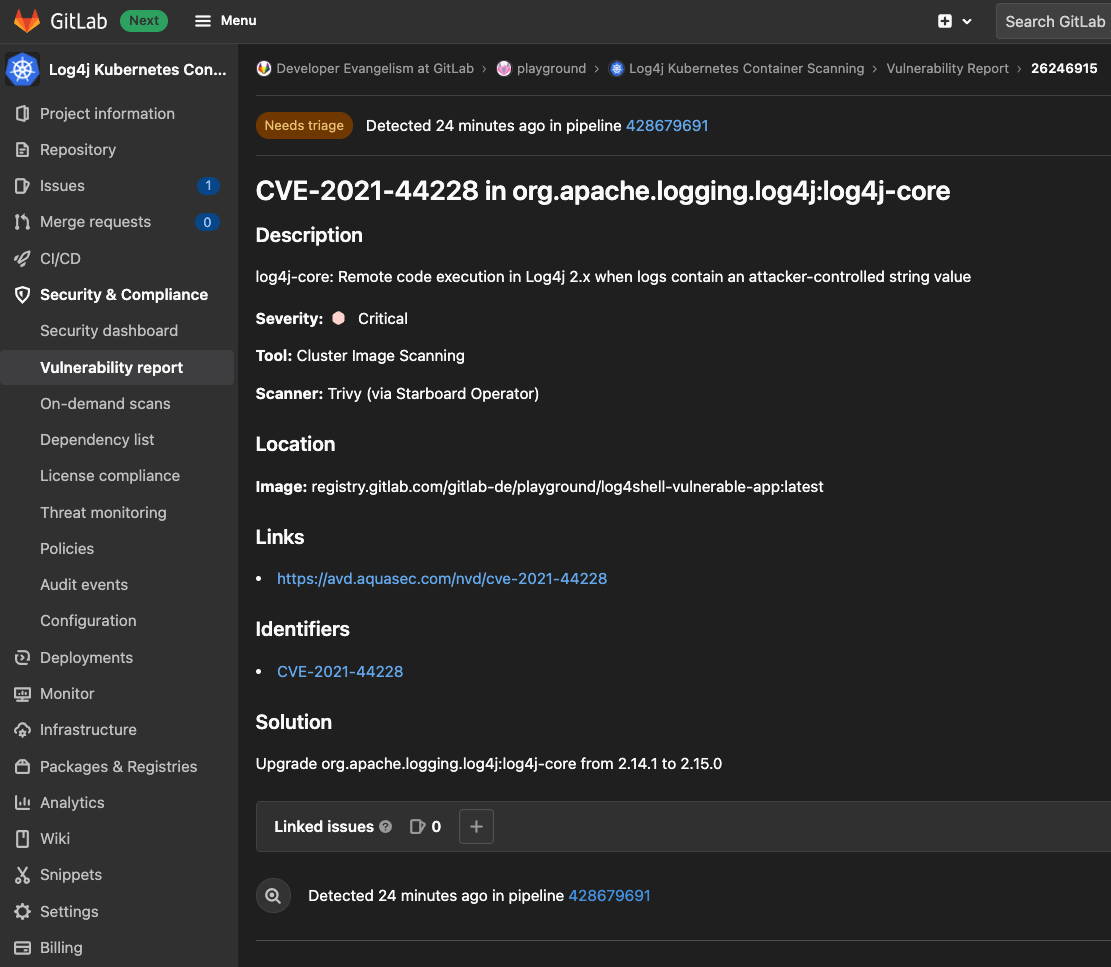 GitLab Next Menu Search GitLab
Log4j Kubernetes Con...
Project information
Repository
Issues 1
Merge requests 0
CI/CD
Security & Compliance
Security dashboard
Vulnerability report
On-demand scans
Dependency list
License compliance
Threat monitoring
Policies
Audit events
Configuration
Deployments
Monitor
Infrastructure
Packages & Registries
Analytics
Wiki
Snippets
Settings
Billing
Developer Evangelism at GitLab › playground › Log4j Kubernetes Container Scanning › Vulnerability Report › 26246915
Needs triage Detected 24 minutes ago in pipeline 428679691
CVE-2021-44228 in org.apache.logging.log4j:log4j-core
Description
log4j-core: Remote code execution in Log4j 2.x when logs contain an attacker-controlled string value
Severity: Critical
Tool: Cluster Image Scanning
Scanner: Trivy (via Starboard Operator)
Location
Image: registry.gitlab.com/gitlab-de/playground/log4shell-vulnerable-app:latest
Links
• https://avd.aquasec.com/nvd/cve-2021-44228
Identifiers
• CVE-2021-44228
Solution
Upgrade org.apache.logging.log4j:log4j-core from 2.14.1 to 2.15.0
Linked issues ? 0 +
Detected 24 minutes ago in pipeline 428679691